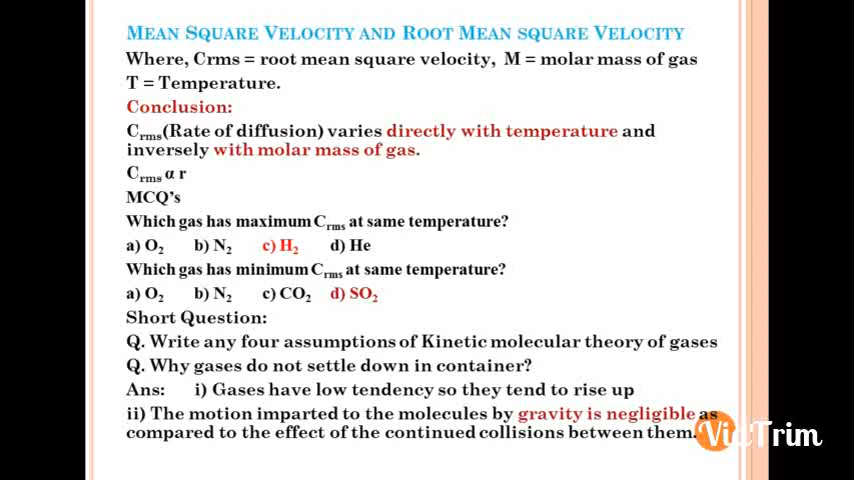 MEAN SQUARE VELOCITY AND ROOT MEAN SQUARE VELOCITY
Where, Crms = root mean square velocity, M = molar mass of gas
T = Temperature.
Conclusion:
Crms(Rate of diffusion) varies directly with temperature and
inversely with molar mass of gas.
Crms α r
MCQ's
Which gas has maximum Crms at same temperature?
a) O2 b) N2 c) H2 d) He
Which gas has minimum Crms at same temperature?
a) O2 b) N2 c) CO2 d) SO2
Short Question:
Q. Write any four assumptions of Kinetic molecular theory of gases
Q. Why gases do not settle down in container?
Ans: i) Gases have low tendency so they tend to rise up
ii) The motion imparted to the molecules by gravity is negligible as
compared to the effect of the continued collisions between them.
VidTrim